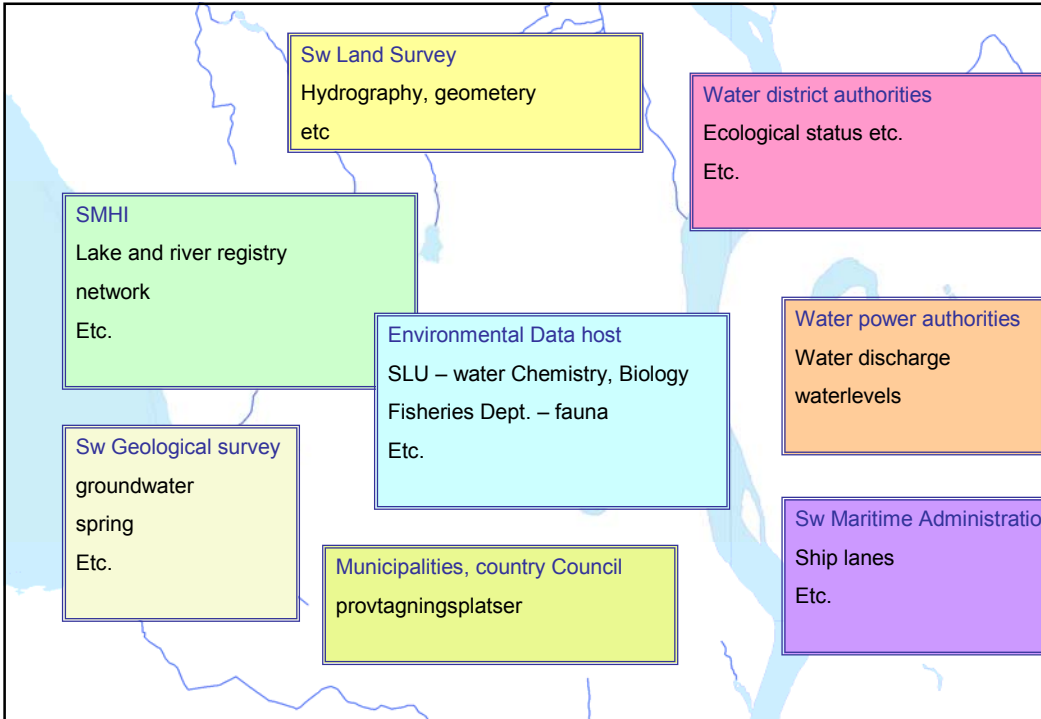 Sw Land Survey
Hydrography, geometery
etc
Water district authorities
Ecological status etc.
Etc.
SMHI
Lake and river registry
network
Etc.
Environmental Data host
SLU – water Chemistry, Biology
Fisheries Dept. – fauna
Etc.
Water power authorities
Water discharge
waterlevels
Sw Geological survey
groundwater
spring
Etc.
Municipalities, country Council
provtagningsplatser
Sw Maritime Administratio
Ship lanes
Etc.